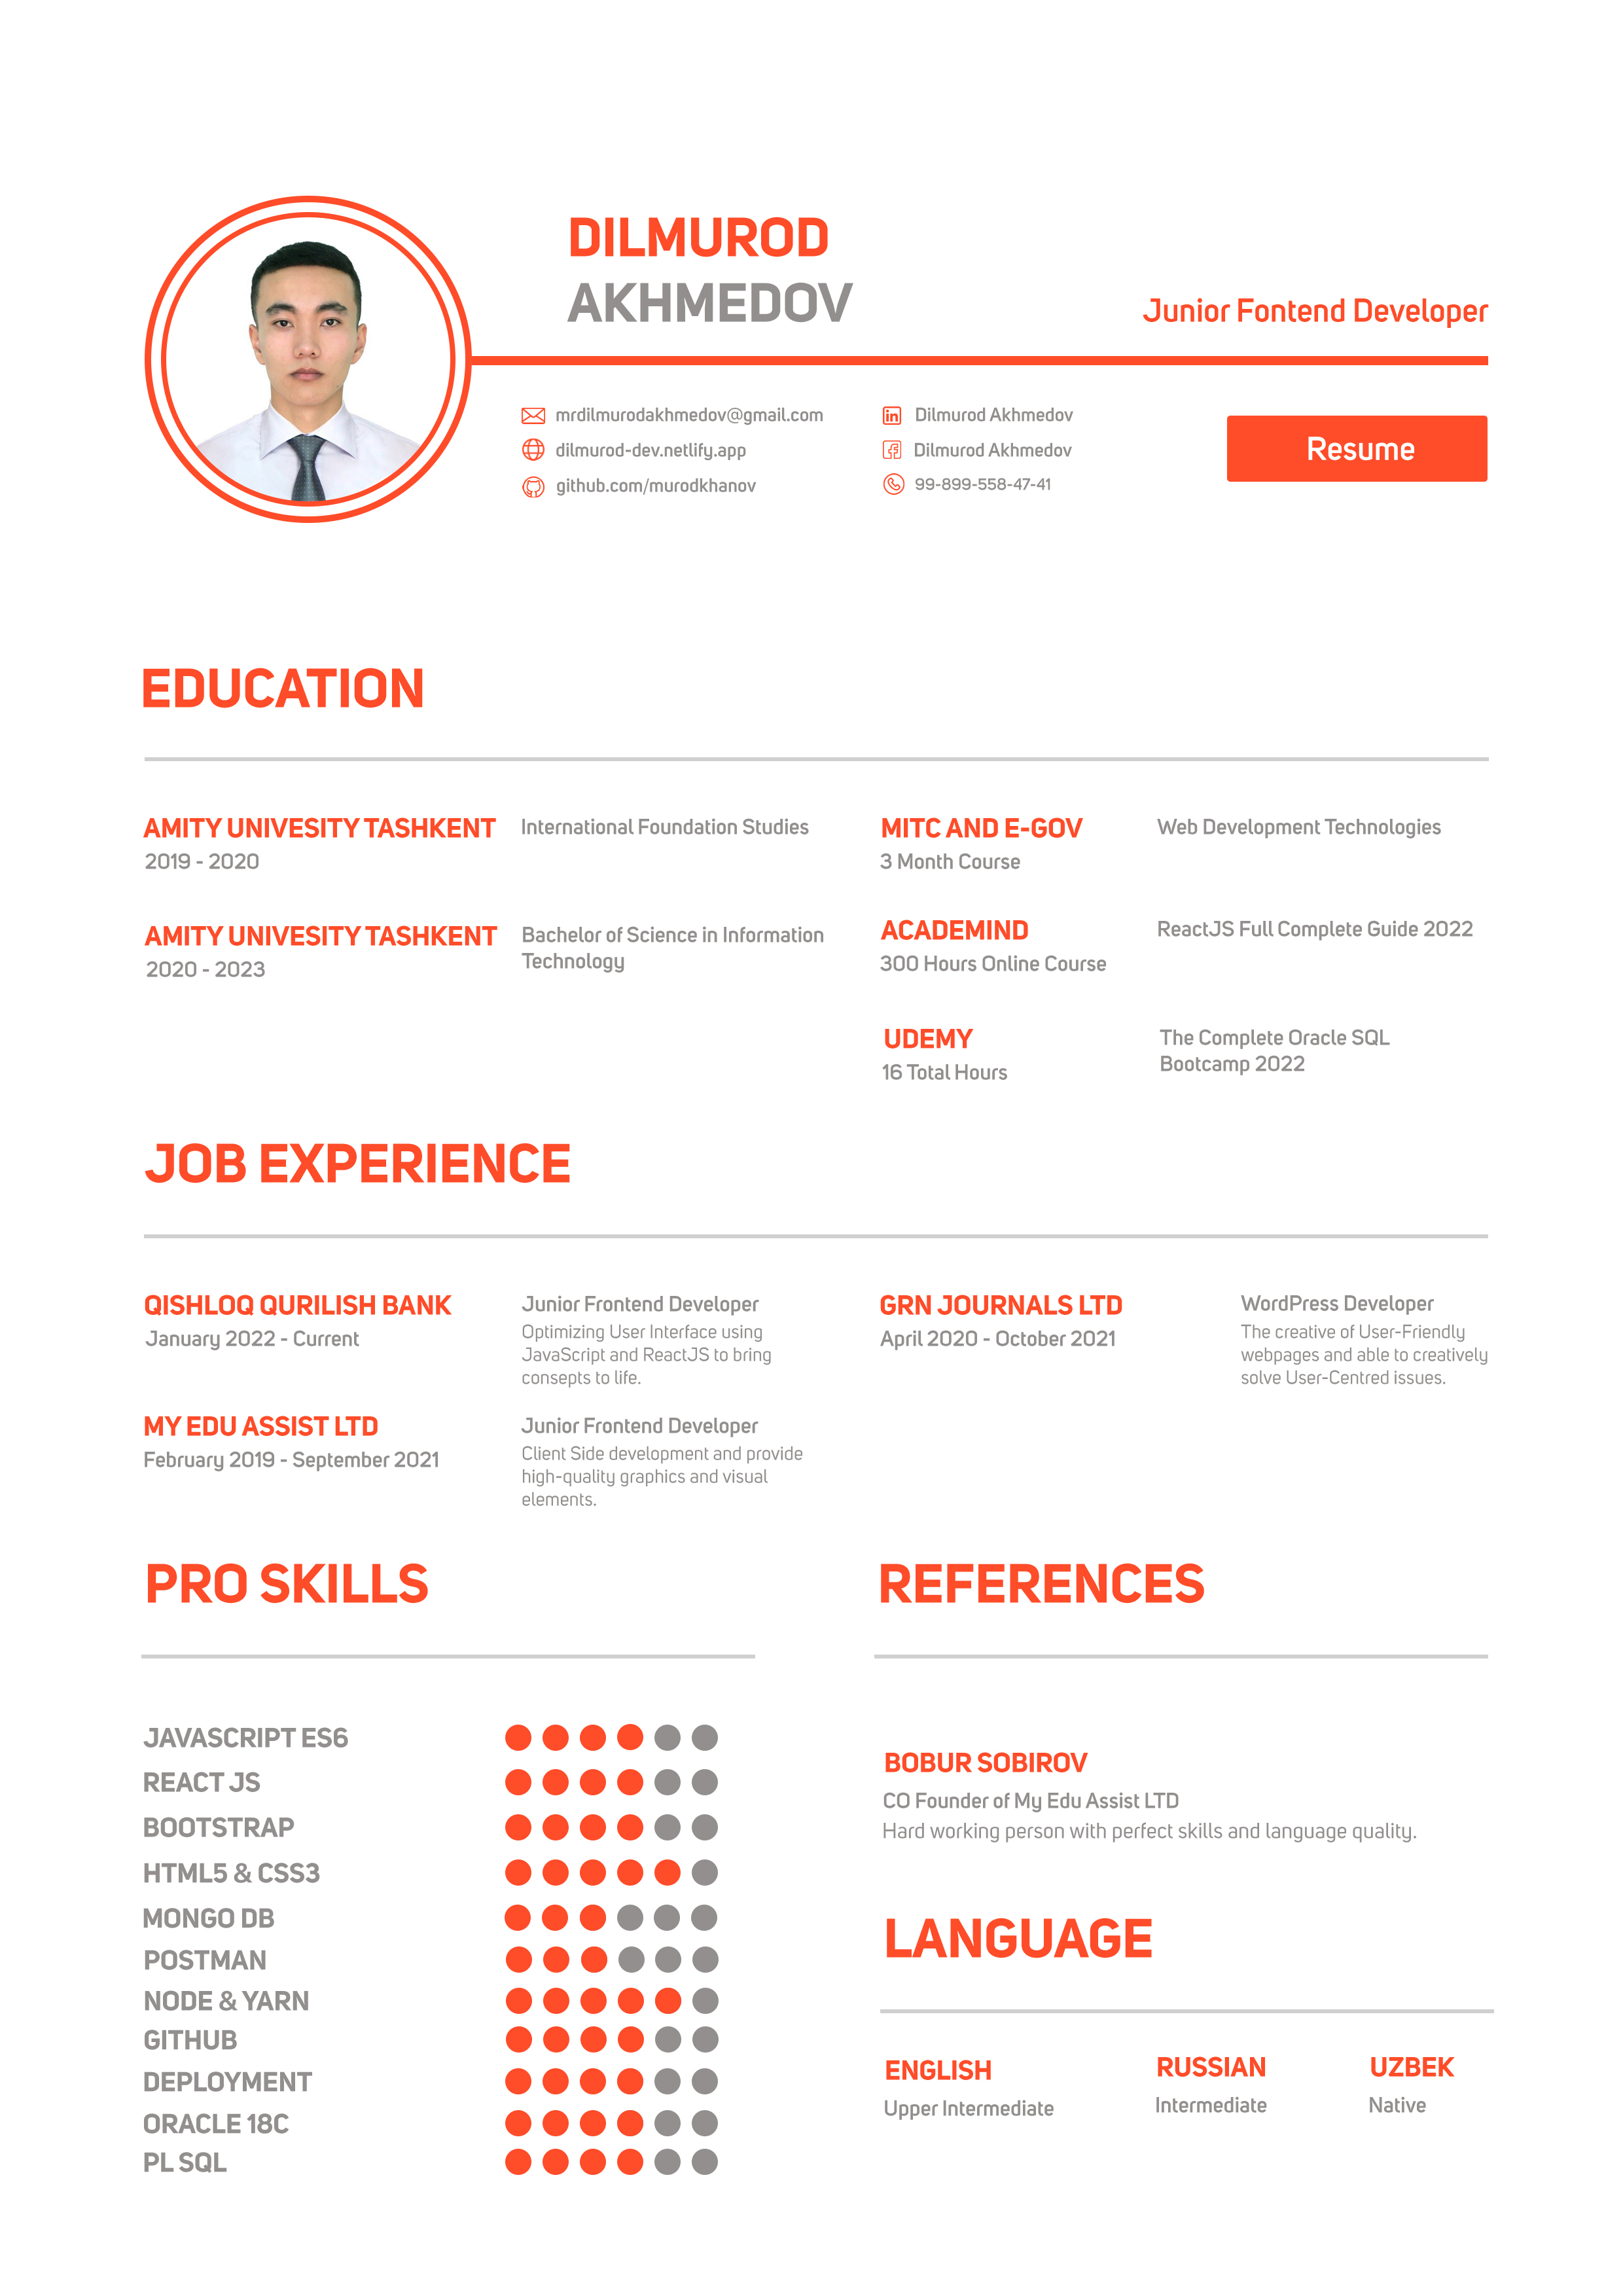 DILMUROD
AKHMEDOV
Junior Fontend Developer
mrdilmurodakhmedov@gmail.com
dilmurod-dev.netlify.app
github.com/murodkhanov
Dilmurod Akhmedov
Dilmurod Akhmedov
99-899-558-47-41
Resume
EDUCATION
AMITY UNIVESITY TASHKENT
2019 - 2020
International Foundation Studies
AMITY UNIVESITY TASHKENT
2020 - 2023
Bachelor of Science in Information
Technology
MITC AND E-GOV
3 Month Course
Web Development Technologies
ACADEMIND
300 Hours Online Course
ReactJS Full Complete Guide 2022
UDEMY
16 Total Hours
The Complete Oracle SQL
Bootcamp 2022
JOB EXPERIENCE
QISHLOQ QURILISH BANK
January 2022 - Current
Junior Frontend Developer
Optimizing User Interface using
JavaScript and ReactJS to bring
consepts to life.
MY EDU ASSIST LTD
February 2019 - September 2021
Junior Frontend Developer
Client Side development and provide
high-quality graphics and visual
elements.
GRN JOURNALS LTD
April 2020 - October 2021
WordPress Developer
The creative of User-Friendly
webpages and able to creatively
solve User-Centred issues.
PRO SKILLS
JAVASCRIPT ES6
REACT JS
BOOTSTRAP
HTML5 & CSS3
MONGO DB
POSTMAN
NODE & YARN
GITHUB
DEPLOYMENT
ORACLE 18C
PL SQL
REFERENCES
BOBUR SOBIROV
CO Founder of My Edu Assist LTD
Hard working person with perfect skills and language quality.
LANGUAGE
ENGLISH
Upper Intermediate
RUSSIAN
Intermediate
UZBEK
Native